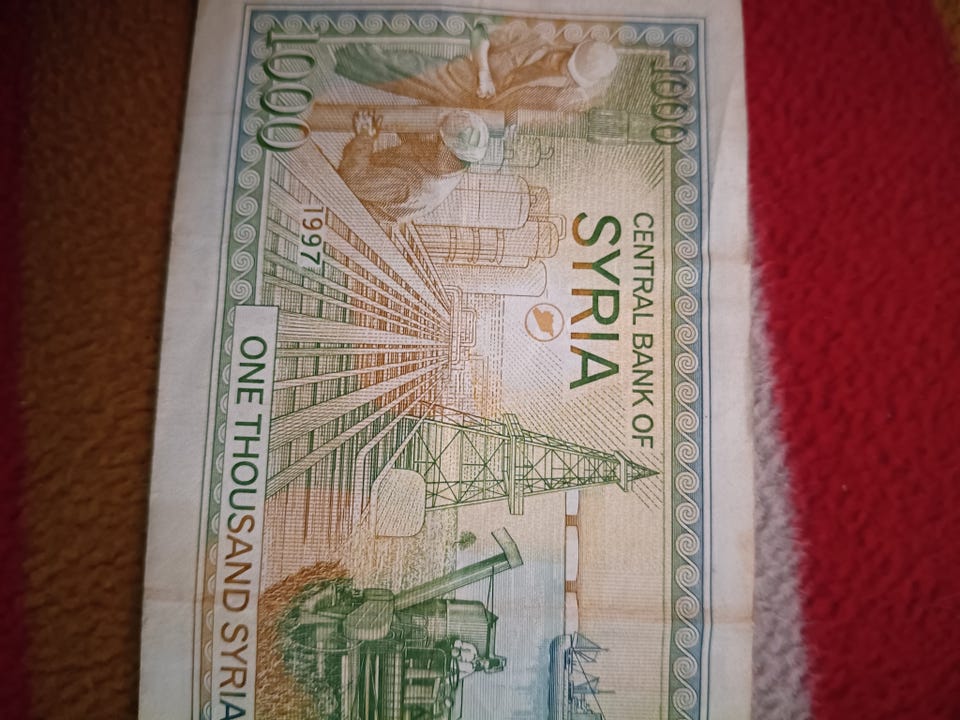 1000
1000
CENTRAL BANK OF
SYRIA
1997
ONE THOUSAND SYRIA